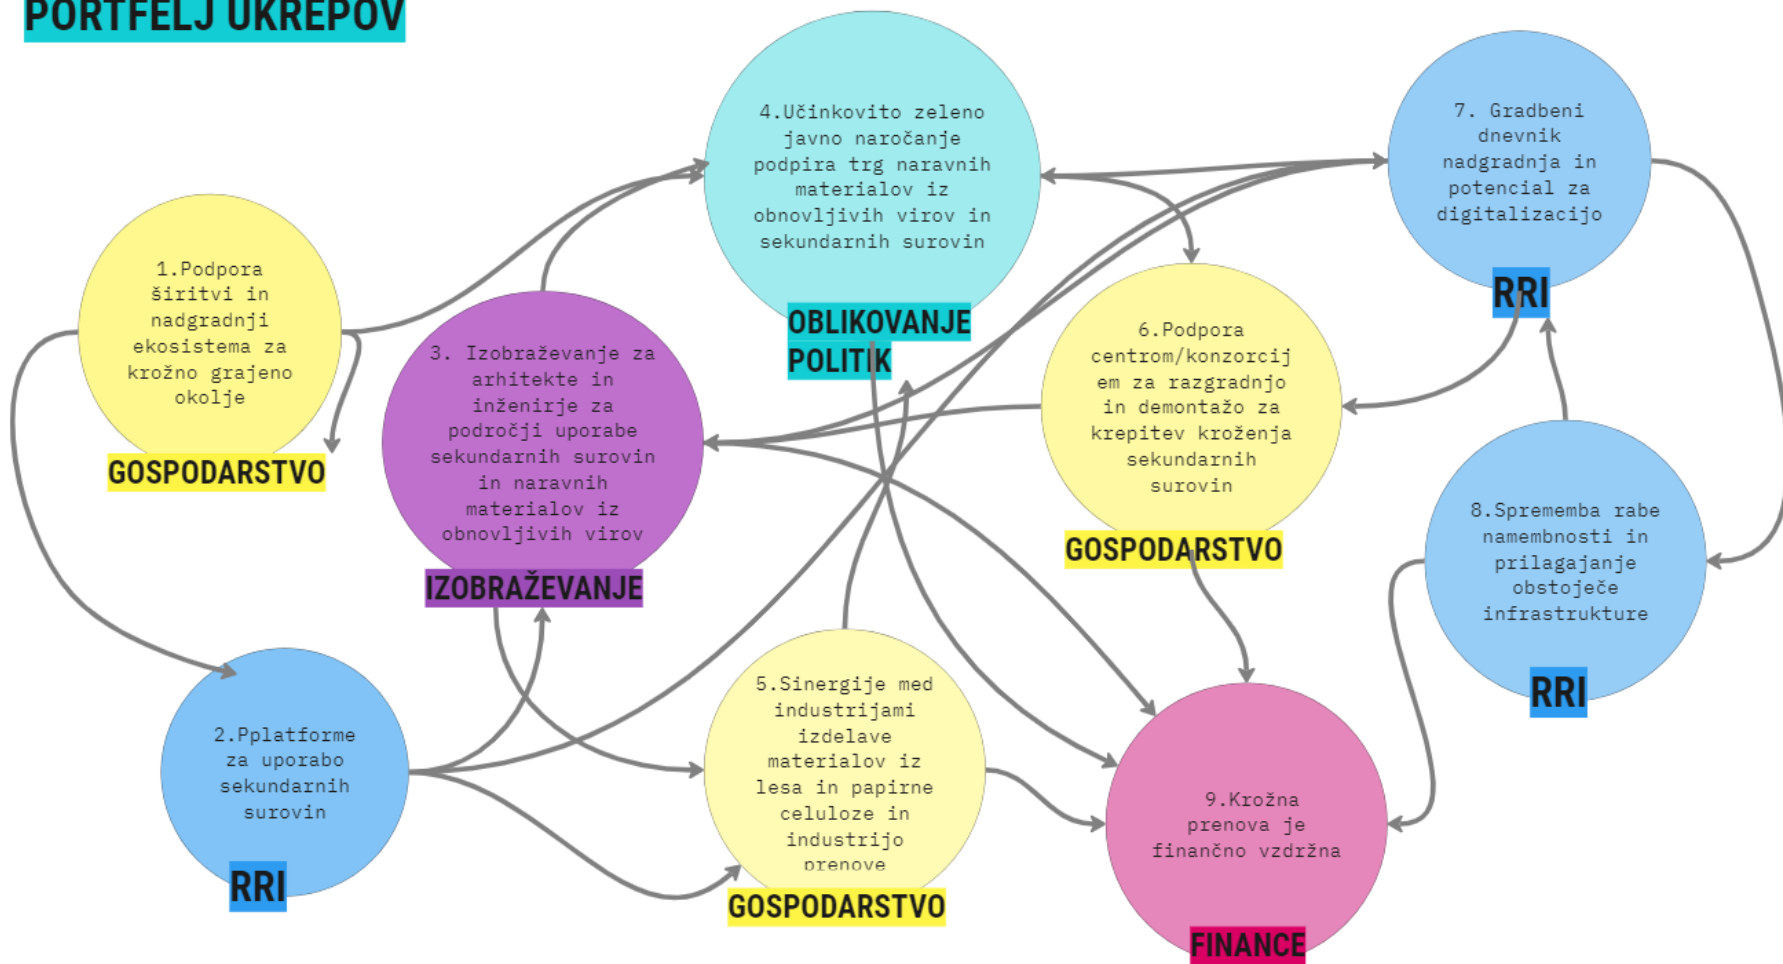 PORTFELJ UKREPOV
1.Podpora
širitvi in
nadgradnji
ekosistema za
krožno grajeno
okolje
GOSPODARSTVO
2.Pplatforme
za uporabo
sekundarnih
surovin
RRI
3. Izobraževanje za
arhitekte in
inženirje za
področji uporabe
sekundarnih surovin
in naravnih
materialov iz
obnovljivih virov
IZOBRAŽEVANJE
4.Učinkovito zeleno
javno naročanje
podpira trg naravnih
materialov iz
obnovljivih virov in
sekundarnih surovin
OBLIKOVANJE
POLITIK
5.Sinergije med
industrijami
izdelave
materialov iz
lesa in papirne
celuloze in
industrijo
prenove
GOSPODARSTVO
6.Podpora
centrom/konzorcij
em za razgradnjo
in demontažo za
krepitev kroženja
sekundarnih
surovin
GOSPODARSTVO
7. Gradbeni
dnevnik
nadgradnja in
potencial za
digitalizacijo
RRI
8.Sprememba rabe
namembnosti in
prilagajanje
obstoječe
infrastrukture
RRI
9.Krožna
prenova je
finančno vzdržna
FINANCE